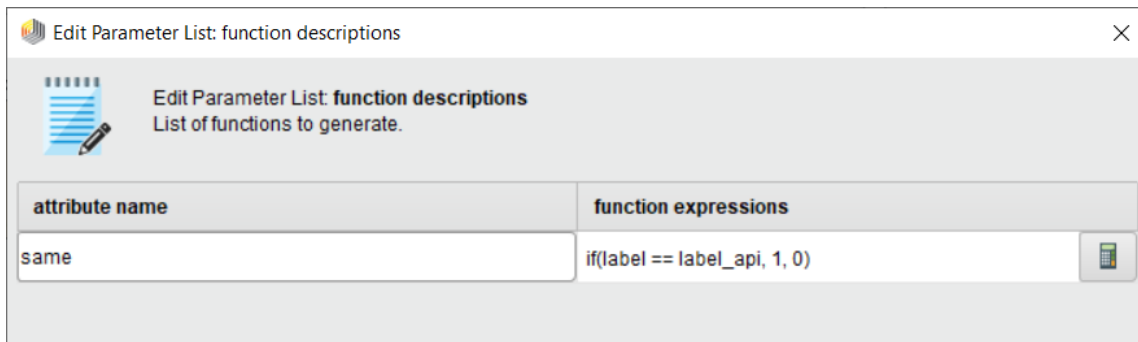 Edit Parameter List: function descriptions
Edit Parameter List: function descriptions
List of functions to generate.
attribute name function expressions
same if(label == label_api, 1, 0)